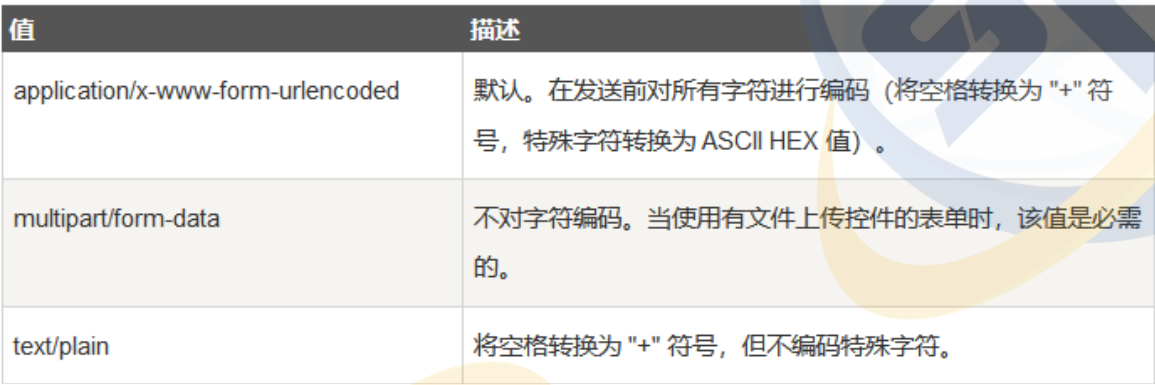 值 描述
application/x-www-form-urlencoded 默认。在发送前对所有字符进行编码（将空格转换为 "+" 符
号，特殊字符转换为 ASCII HEX 值）。
multipart/form-data 不对字符编码。当使用有文件上传控件的表单时，该值是必需
的。
text/plain 将空格转换为 "+" 符号，但不编码特殊字符。